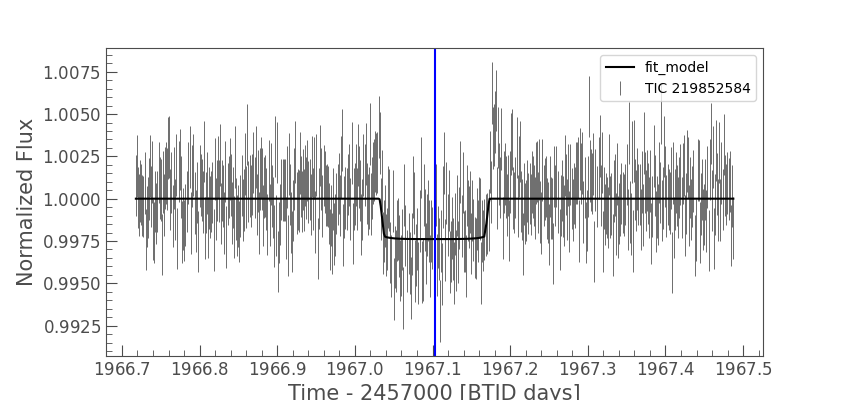 fit_model
TIC 219852584
1.0075
1.0050
1.0025
1.0000
0.9975
0.9950
0.9925
Normalized Flux
1966.7 1966.8 1966.9 1967.0 1967.1 1967.2 1967.3 1967.4 1967.5
Time - 2457000 [BTJD days]